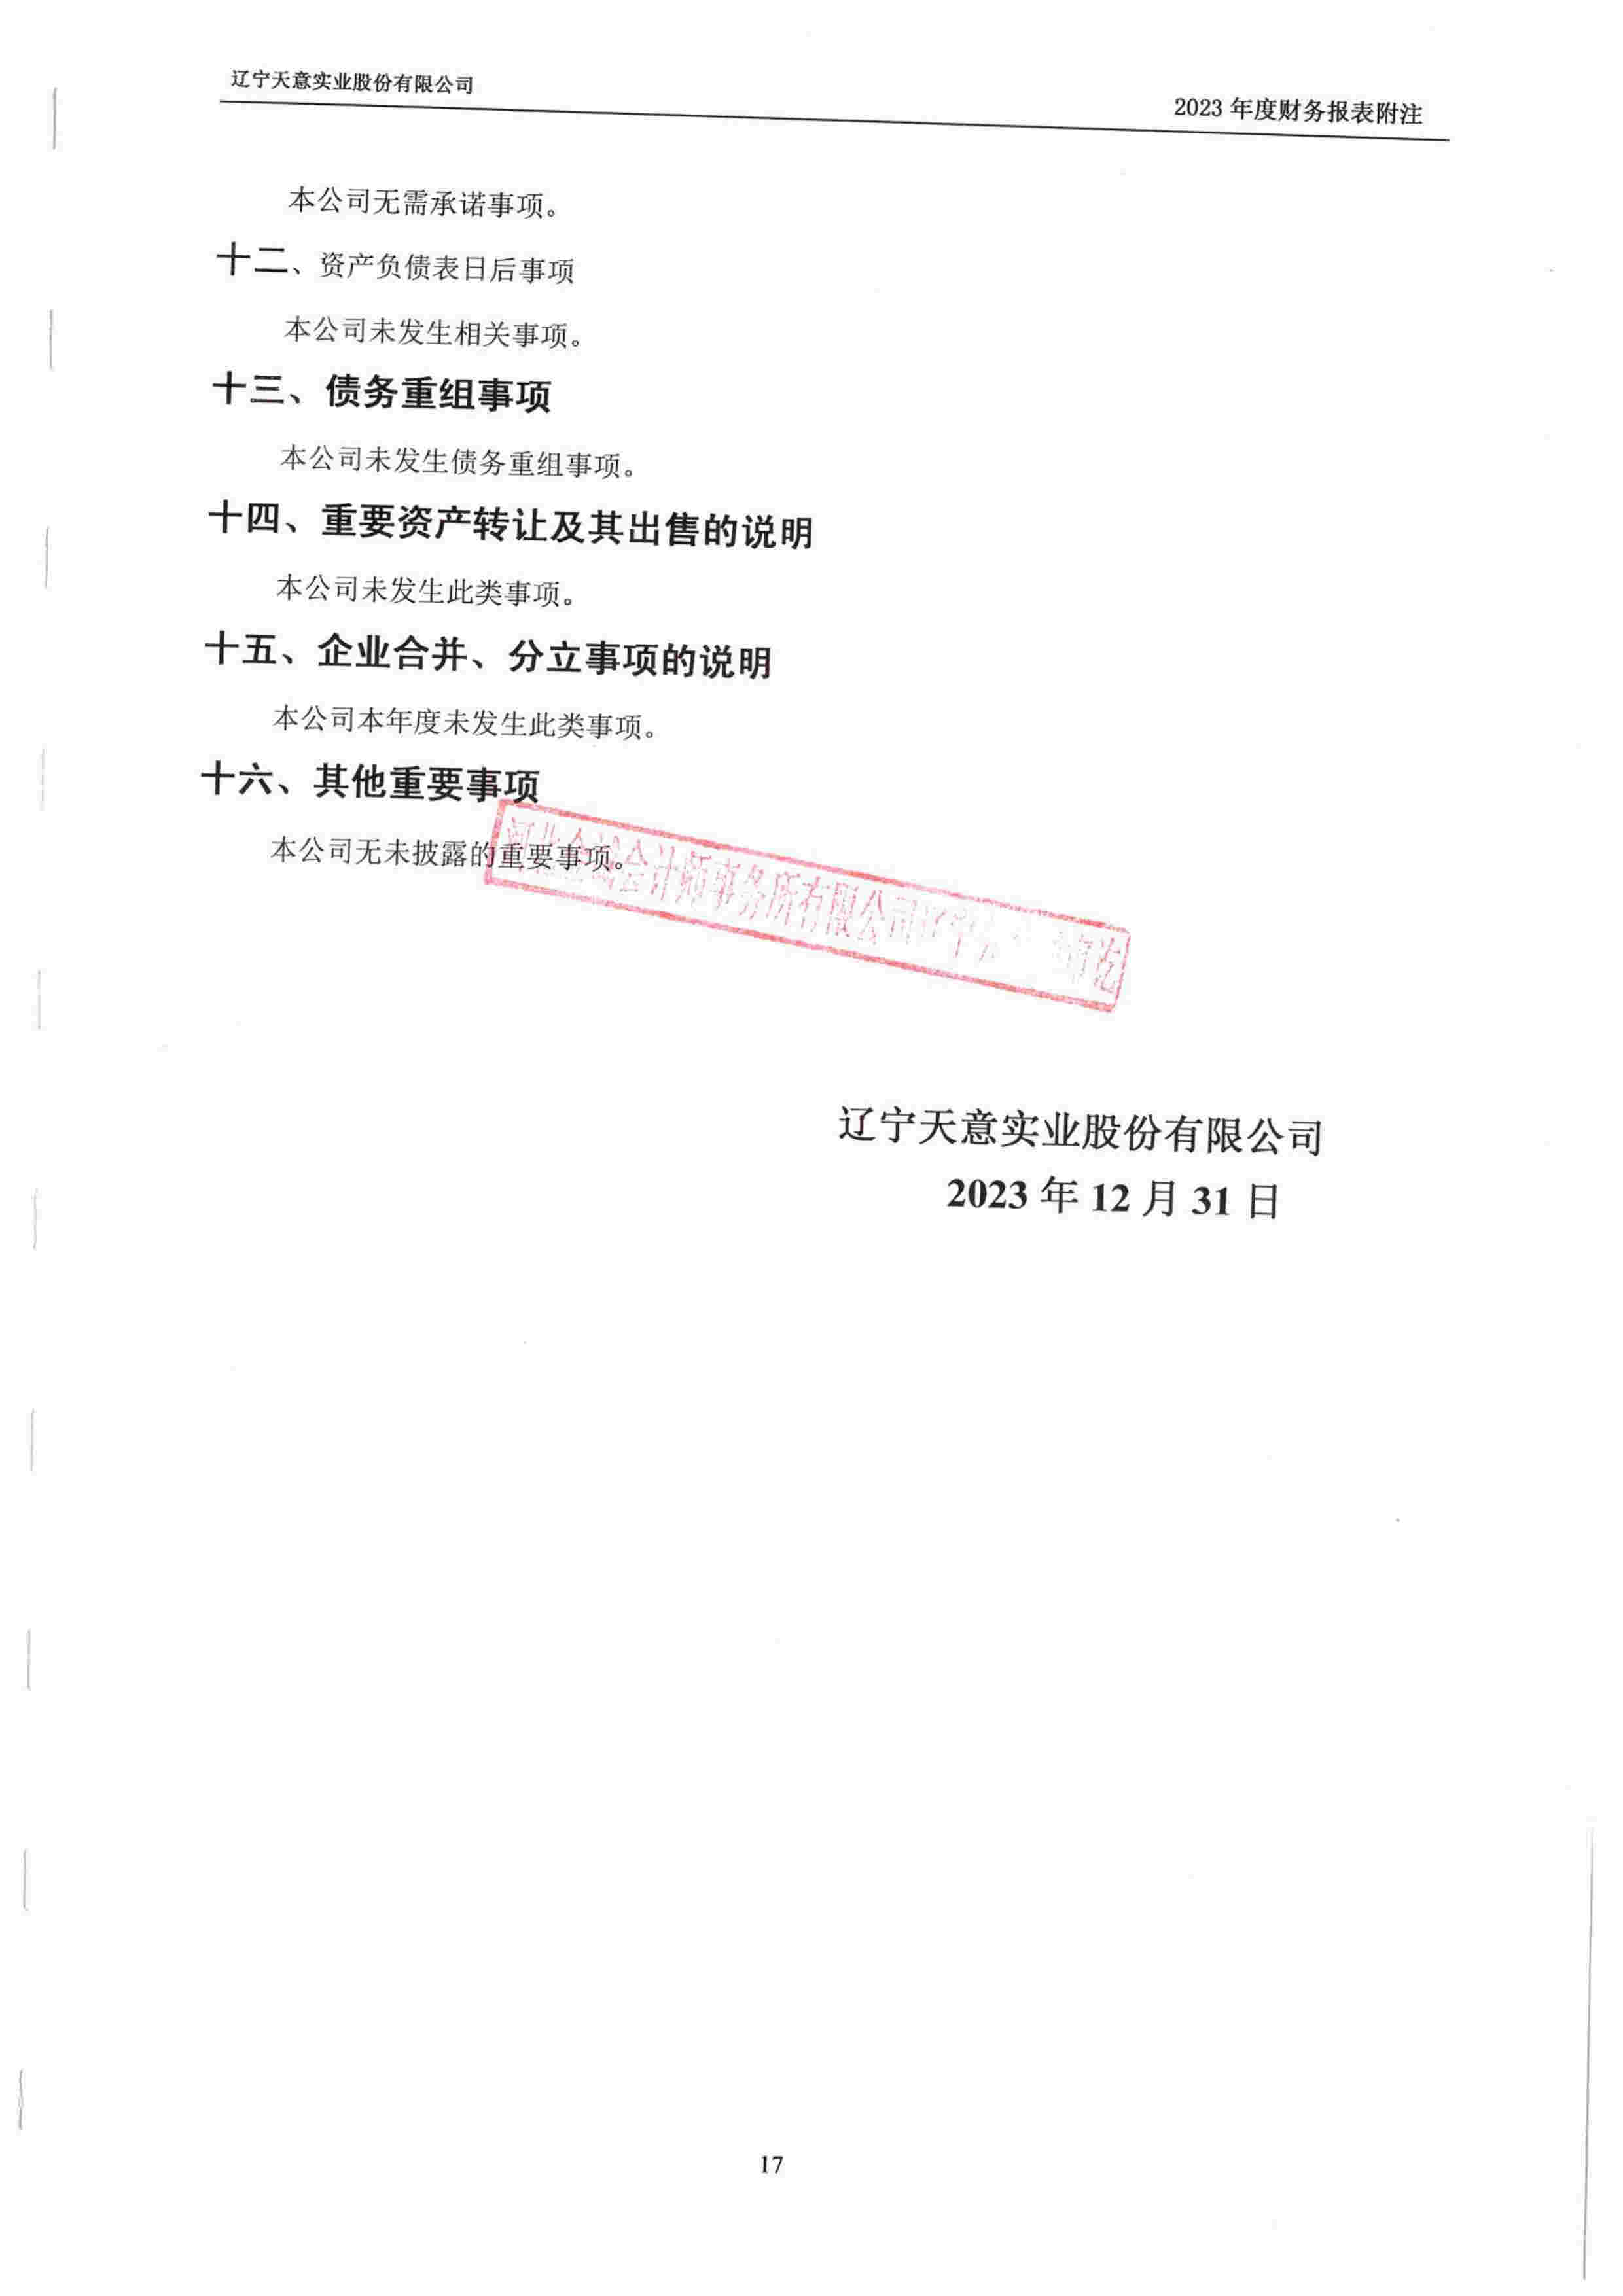 辽宁天意实业股份有限公司
2023 年度财务报表附注
本公司无需承诺事项。
十二、资产负债表日后事项
本公司未发生相关事项。
十三、债务重组事项
本公司未发生债务重组事项。
十四、重要资产转让及其出售的说明
本公司未发生此类事项。
十五、企业合并、分立事项的说明
本公司本年度未发生此类事项。
十六、其他重要事项
本公司无未披露的重要事项。
会计师事务所有限公司
辽宁天意实业股份有限公司
2023 年 12 月 31 日
17